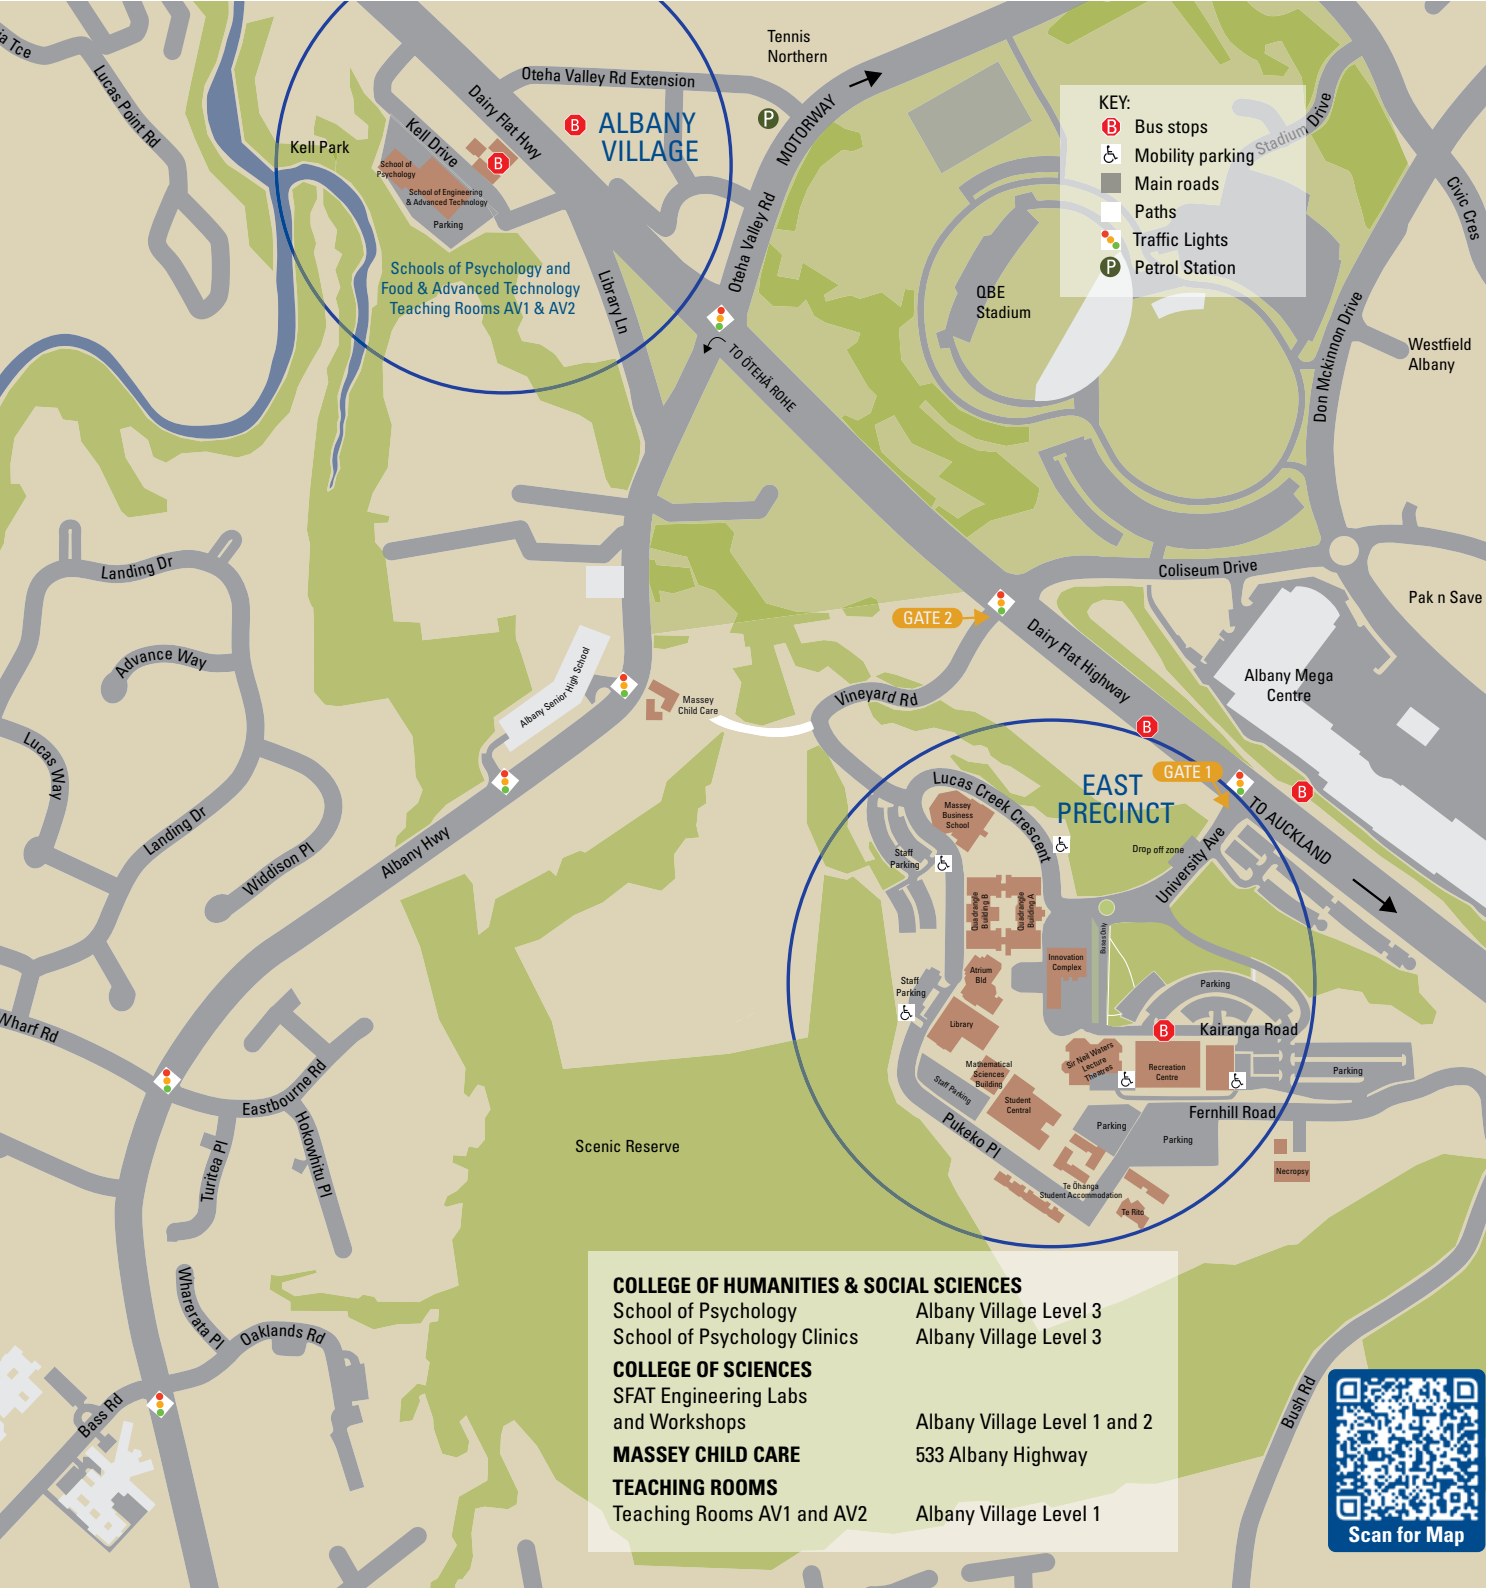 ia Tce
Lucas Point Rd
Kell Park
Kell Drive
Dairy Flat Hwy
Oteha Valley Rd Extension
B
ALBANY
VILLAGE
B
School of
Psychology
School of Engineering
& Advanced Technology
Parking
Schools of Psychology and
Food & Advanced Technology
Teaching Rooms AV1 & AV2
Library Ln
Tennis
Northern
P
MOTORWAY
Oteha Valley Rd
TO ŌTEHĀ ROHE
KEY:
B Bus stops
Mobility parking
Main roads
Paths
Traffic Lights
P Petrol Station
Stadium Drive
Civic Cres
QBE
Stadium
Don Mckinnon Drive
Westfield
Albany
Coliseum Drive
Pak n Save
Albany Mega
Centre
GATE 2
Dairy Flat Highway
Vineyard Rd
Landing Dr
Advance Way
Lucas Way
Landing Dr
Widdison Pl
Albany Senior High School
Massey
Child Care
Albany Hwy
B
GATE 1
B
EAST
PRECINCT
TO AUCKLAND
Lucas Creek Crescent
Massey
Business
School
Staff
Parking
Drop off zone
University Ave
Quadrangle
Building B
Quadrangle
Building A
Buses Only
Innovation
Complex
Atrium
Bld
Staff
Parking
Parking
Library
B
Kairanga Road
Sir Neil Waters
Lecture
Theatres
Recreation
Centre
Parking
Mathematical
Sciences
Building
Staff Parking
Student
Central
Fernhill Road
Parking
Parking
Pukeko Pl
Necropsy
Te Ōhanga
Student Accommodation
Te Rito
Wharf Rd
Eastbourne Rd
Hokowhitu Pl
Turitea Pl
Scenic Reserve
Wharerata Pl
Oaklands Rd
Bass Rd
Bush Rd
COLLEGE OF HUMANITIES & SOCIAL SCIENCES
School of Psychology Albany Village Level 3
School of Psychology Clinics Albany Village Level 3
COLLEGE OF SCIENCES
SFAT Engineering Labs
and Workshops Albany Village Level 1 and 2
MASSEY CHILD CARE 533 Albany Highway
TEACHING ROOMS
Teaching Rooms AV1 and AV2 Albany Village Level 1
Scan for Map